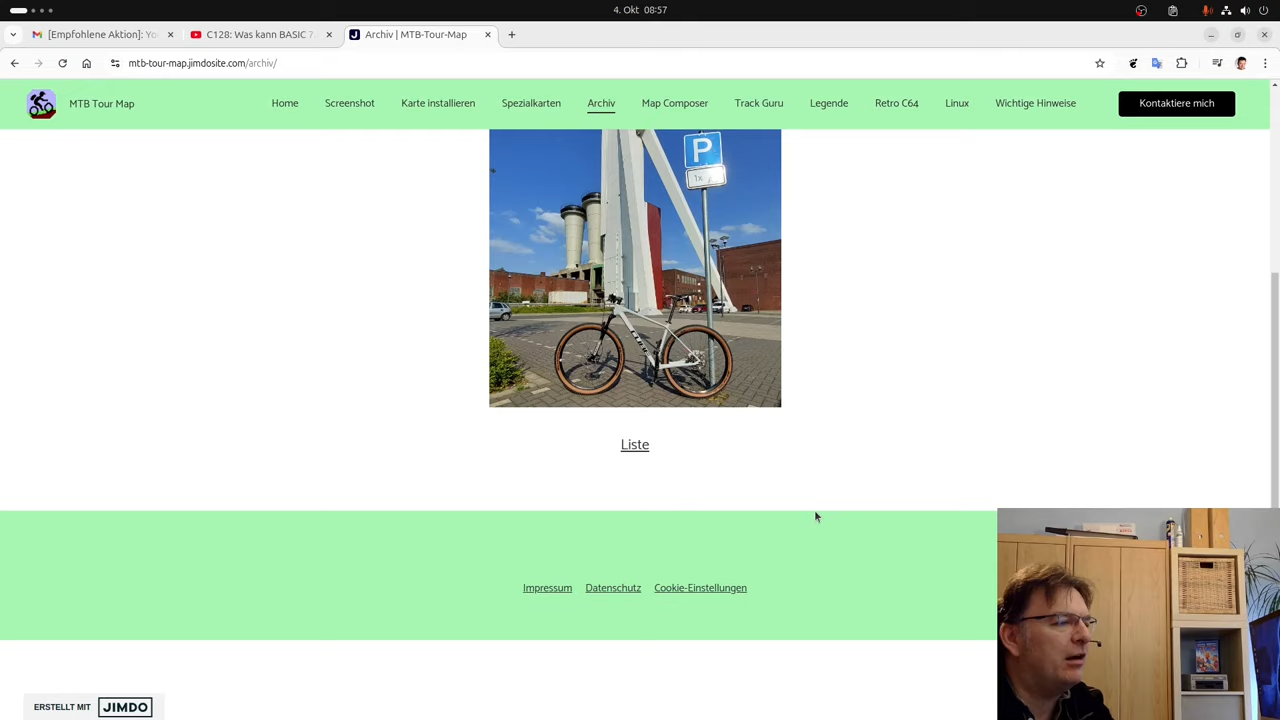 4. Okt 08:57
[Empfohlene Aktion]: Yo
C128: Was kann BASIC 7
Archiv | MTB-Tour-Map
mtb-tour-map.jimdosite.com/archiv/
MTB Tour Map
Home
Screenshot
Karte installieren
Spezialkarten
Archiv
Map Composer
Track Guru
Legende
Retro C64
Linux
Wichtige Hinweise
Kontaktiere mich
P
Liste
Impressum
Datenschutz
Cookie-Einstellungen
ERSTELLT MIT
JIMDO